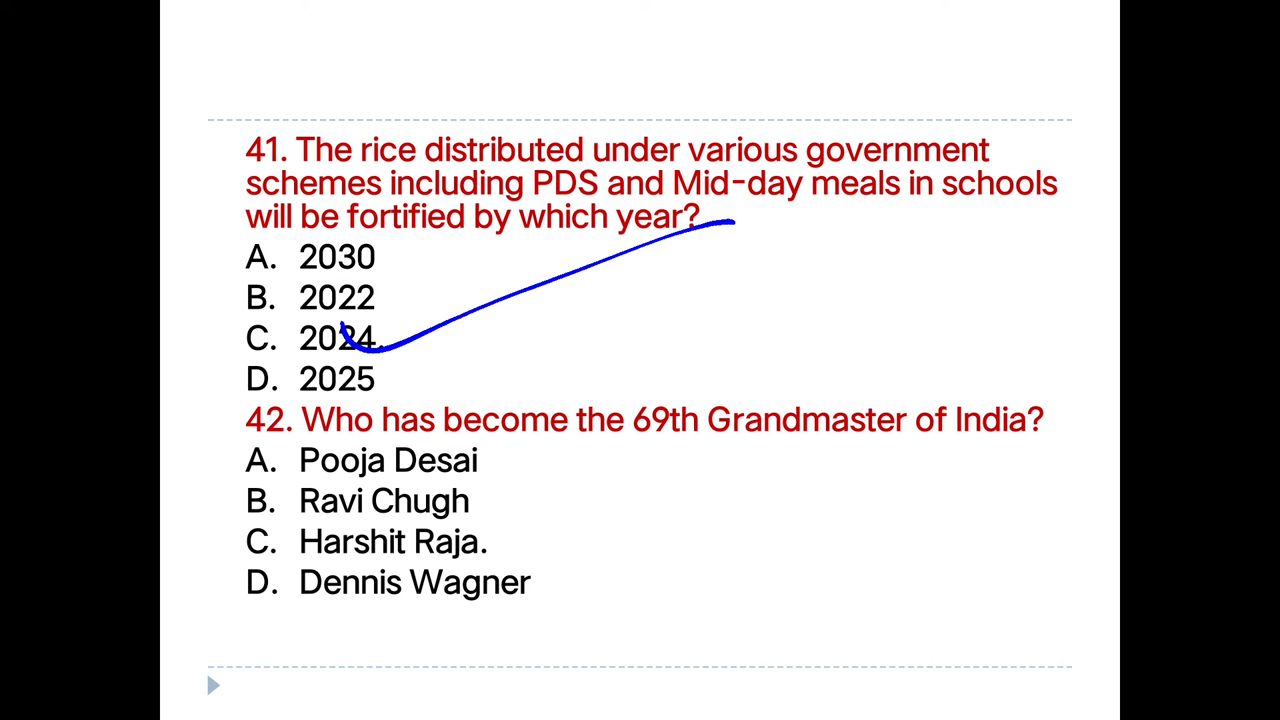 41. The rice distributed under various government
schemes including PDS and Mid-day meals in schools
will be fortified by which year?
A. 2030
B. 2022
C. 2024.
D. 2025
42. Who has become the 69th Grandmaster of India?
A. Pooja Desai
B. Ravi Chugh
C. Harshit Raja.
D. Dennis Wagner